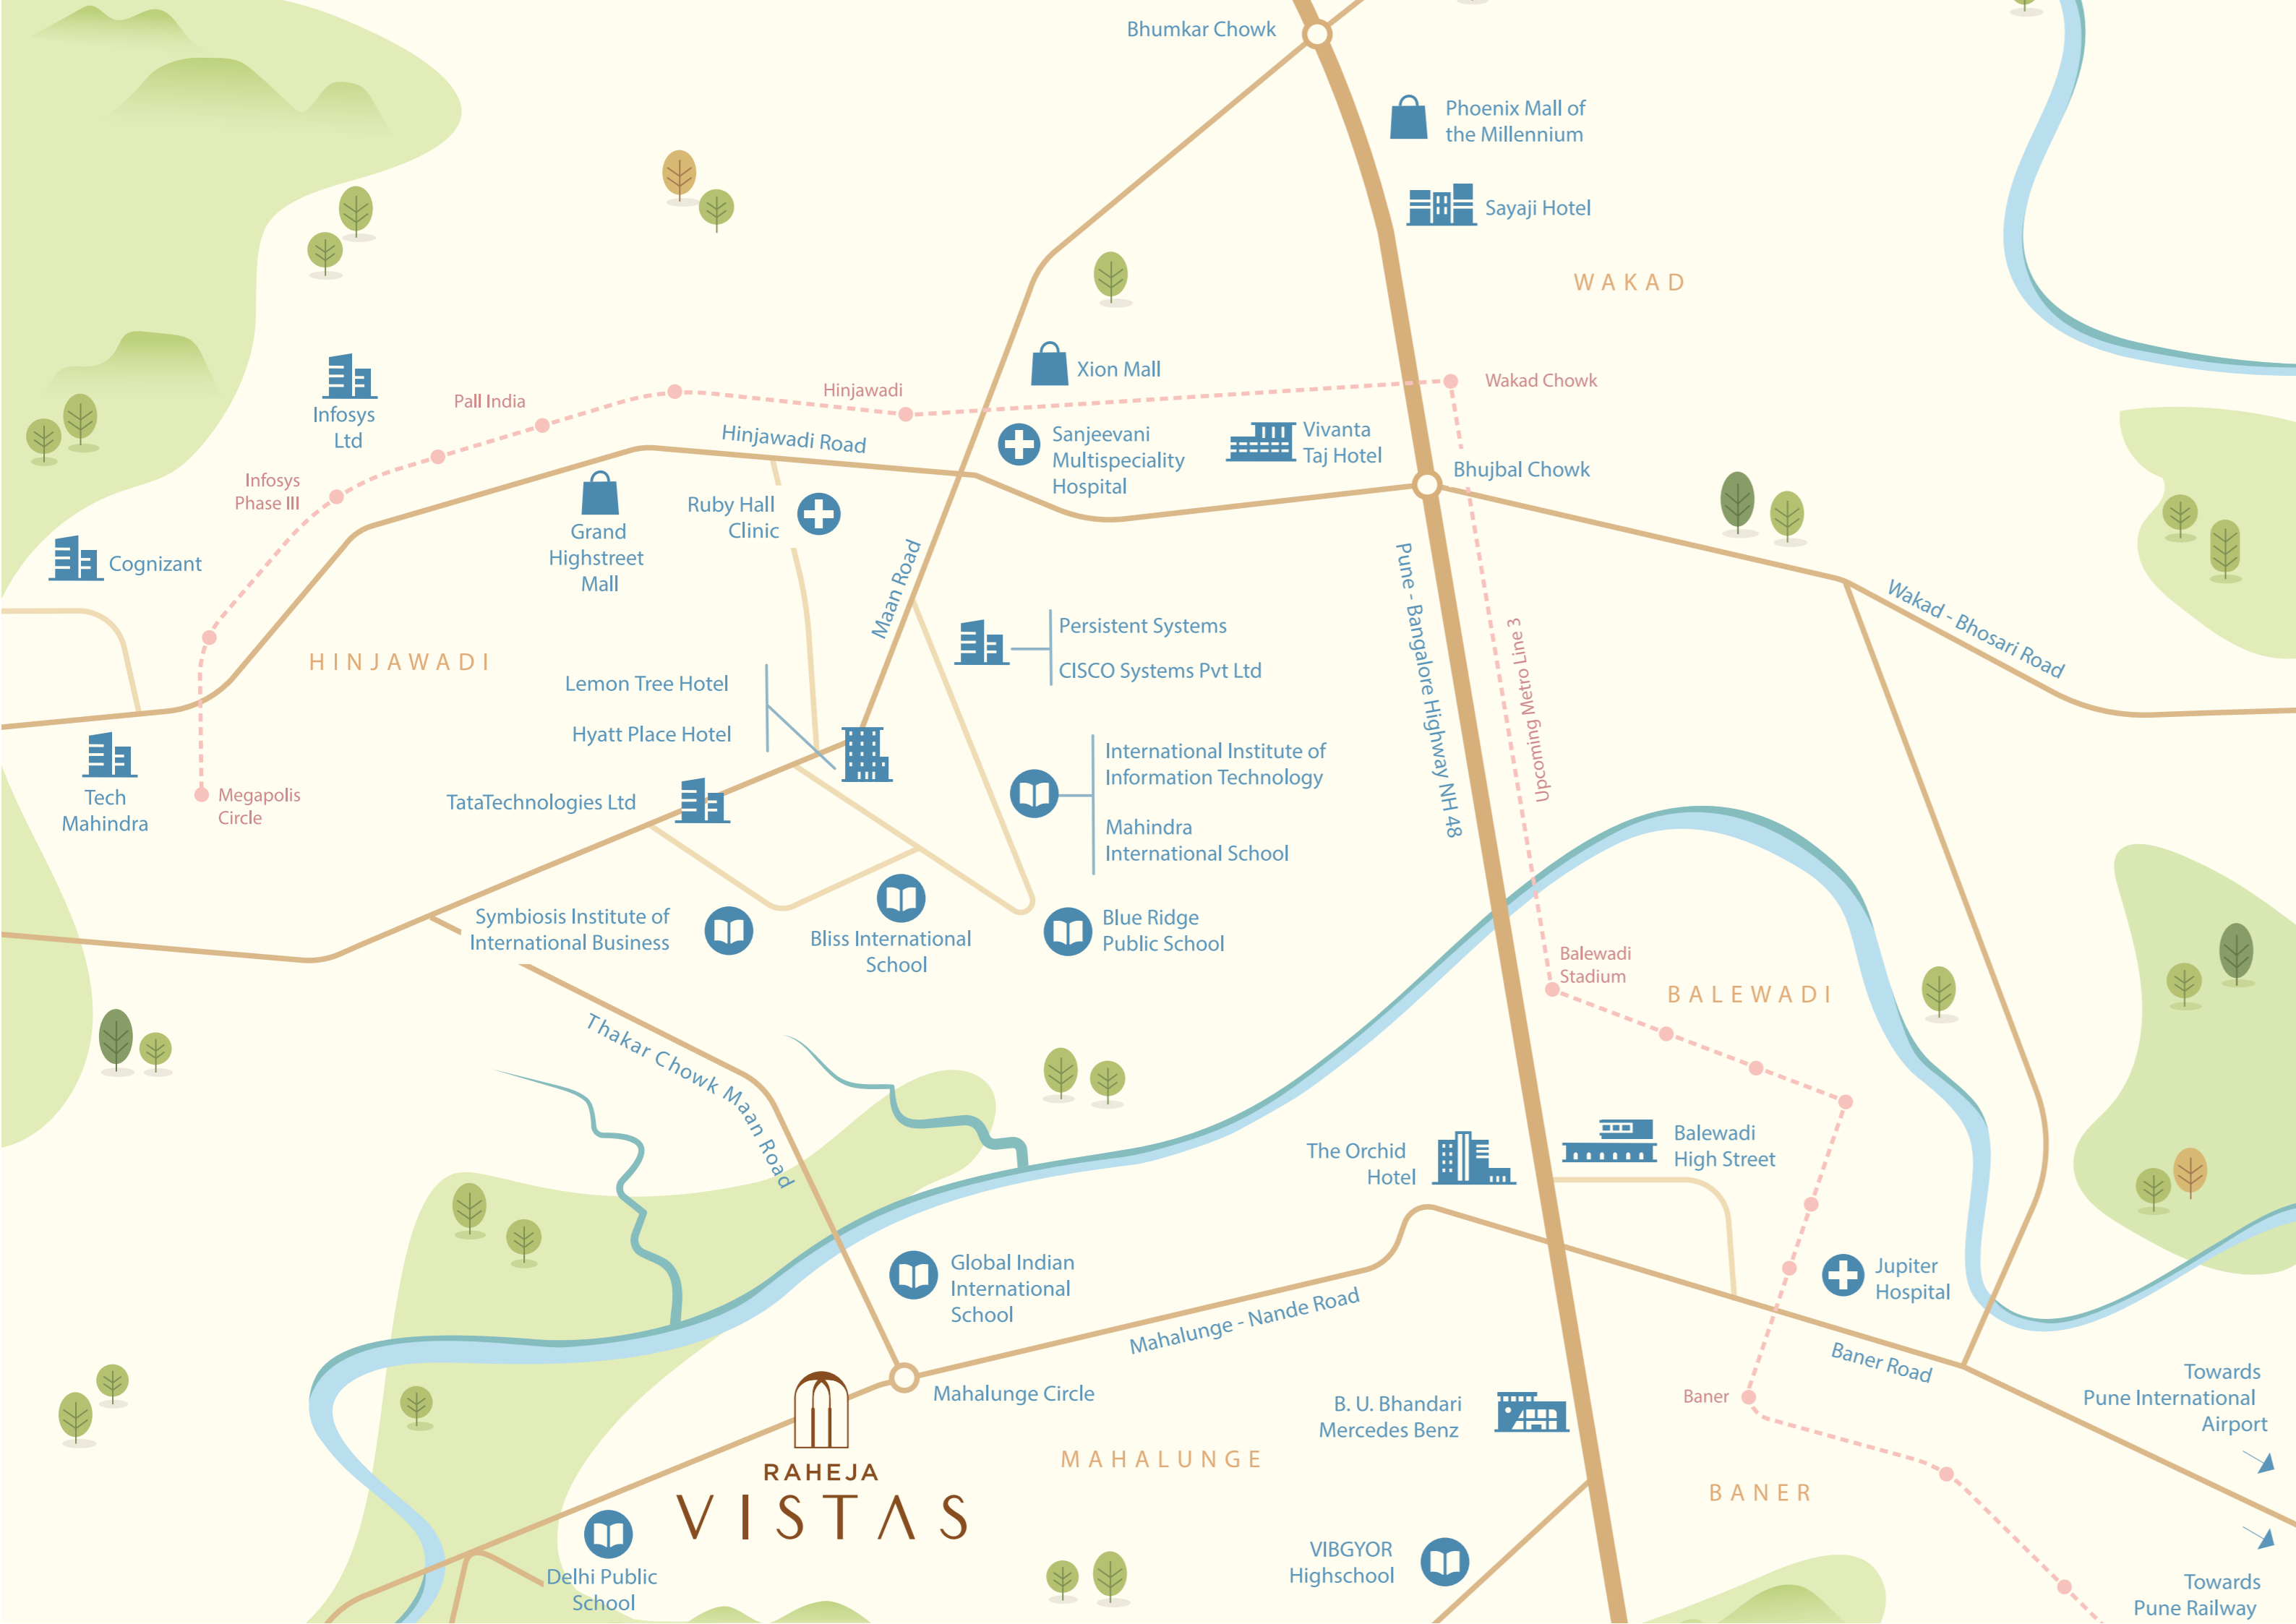 Bhumkar Chowk
Phoenix Mall of
the Millennium
Sayaji Hotel
WAKAD
Xion Mall
Wakad Chowk
Hinjawadi
Pall India
Infosys
Ltd
Hinjawadi Road
Sanjeevani
Multispeciality
Hospital
Vivanta
Taj Hotel
Bhujbal Chowk
Infosys
Phase III
Grand
Highstreet
Mall
Ruby Hall
Clinic
Cognizant
Maan Road
Pune - Bangalore Highway NH 48
Upcoming Metro Line 3
Wakad - Bhosari Road
HINJAWADI
Persistent Systems
CISCO Systems Pvt Ltd
Lemon Tree Hotel
Hyatt Place Hotel
International Institute of
Information Technology
Mahindra
International School
TataTechnologies Ltd
Tech
Mahindra
Megapolis
Circle
Symbiosis Institute of
International Business
Bliss International
School
Blue Ridge
Public School
Balewadi
Stadium
BALEWADI
Thakar Chowk Maan Road
The Orchid
Hotel
Balewadi
High Street
Global Indian
International
School
Jupiter
Hospital
Mahalunge - Nande Road
Baner Road
Mahalunge Circle
Baner
Towards
Pune International
Airport
B. U. Bhandari
Mercedes Benz
MAHALUNGE
RAHEJA
VISTAS
BANER
Delhi Public
School
VIBGYOR
Highschool
Towards
Pune Railway